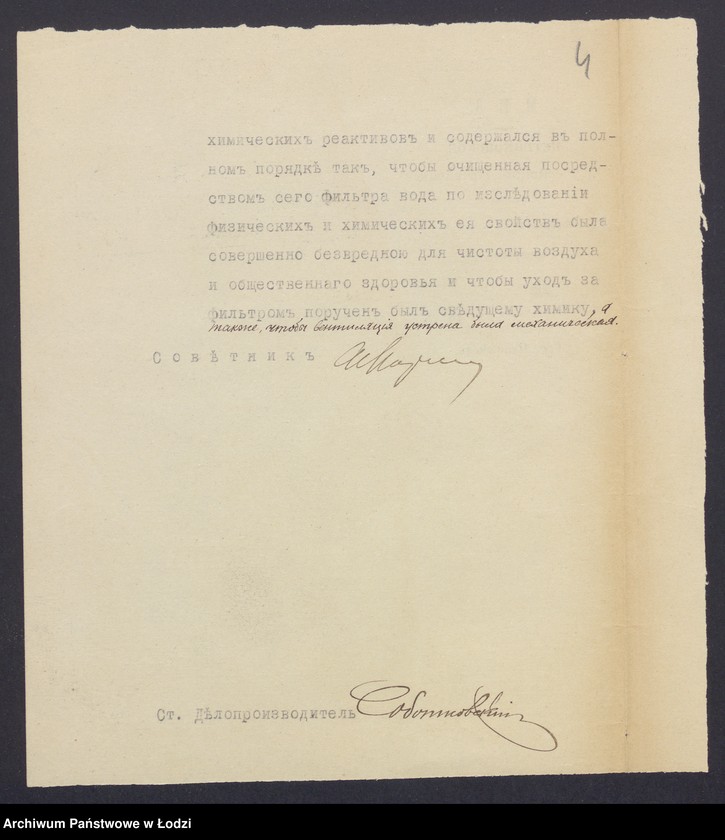 4
химическихъ реактивовъ и содержался въ пол-
номъ порядкѣ такъ, чтобы очищенная посред-
ствомъ сего фильтра вода по изслѣдованіи
физическихъ и химическихъ ея свойствъ была
совершенно безвредною для чистоты воздуха
и общественнаго здоровья и чтобы уходъ за
фильтромъ порученъ былъ свѣдущему химику, а
также, чтобы вентиляція устроена была механическая.
Совѣтникъ
Ст. Дѣлопроизводитель
Archiwum Państwowe w Łodzi